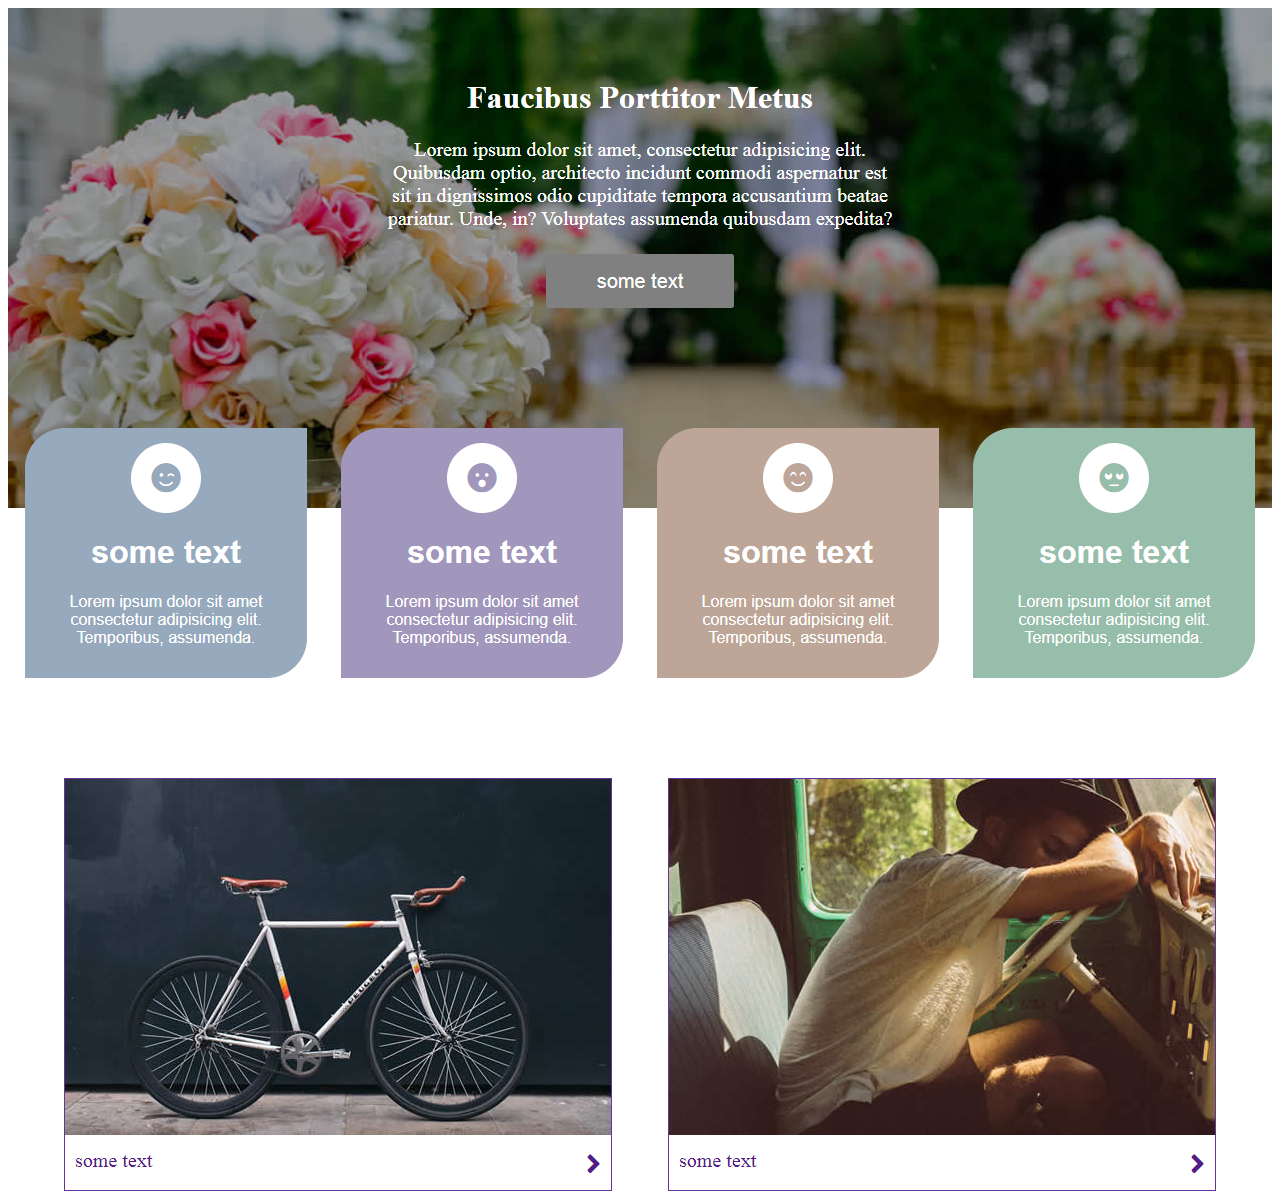 Faucibus Porttitor Metus
Lorem ipsum dolor sit amet, consectetur adipisicing elit.
Quibusdam optio, architecto incidunt commodi aspernatur est
sit in dignissimos odio cupiditate tempora accusantium beatae
pariatur. Unde, in? Voluptates assumenda quibusdam expedita?
some text
some text
Lorem ipsum dolor sit amet
consectetur adipisicing elit.
Temporibus, assumenda.
some text
Lorem ipsum dolor sit amet
consectetur adipisicing elit.
Temporibus, assumenda.
some text
Lorem ipsum dolor sit amet
consectetur adipisicing elit.
Temporibus, assumenda.
some text
Lorem ipsum dolor sit amet
consectetur adipisicing elit.
Temporibus, assumenda.
PEUGEOT
some text
some text